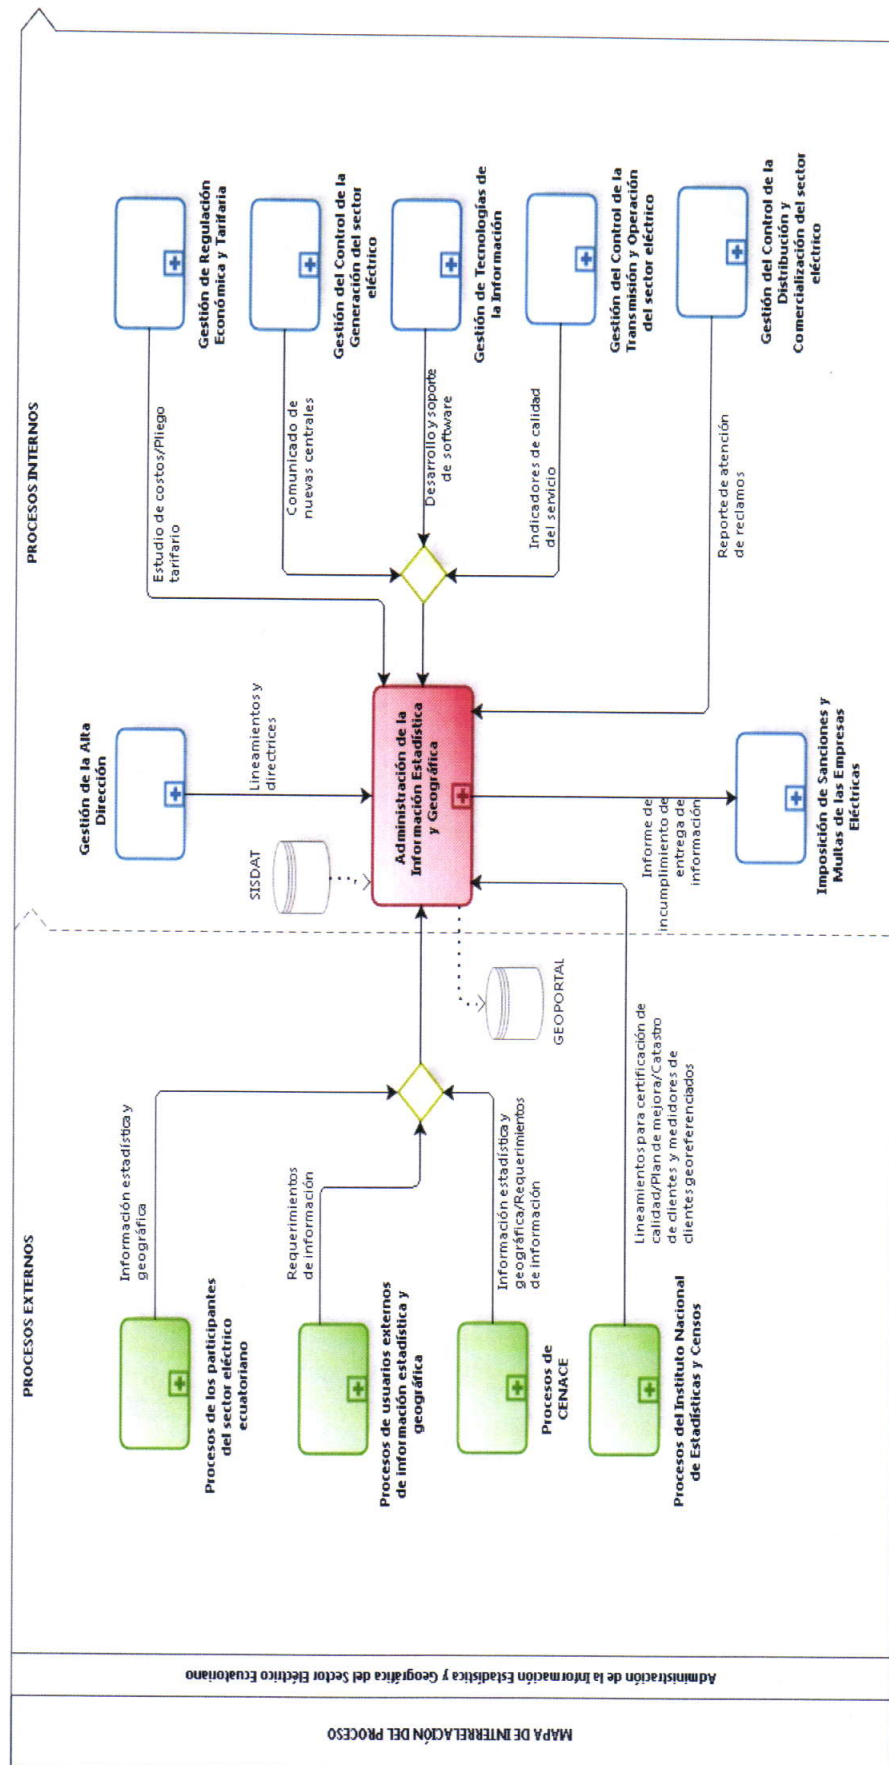 MAPA DE INTERRELACIÓN DEL PROCESO
Administración de la Información Estadística y Geográfica del Sector Eléctrico Ecuatoriano
PROCESOS EXTERNOS
Procesos de los participantes
del sector eléctrico
ecuatoriano
Información estadística y
geográfica
Procesos de usuarios externos
de información estadística y
geográfica
Requerimientos
de información
Procesos de
CENACE
Información estadística y
geográfica/Requerimientos
de información
Procesos del Instituto Nacional
de Estadísticas y Censos
Lineamientos para certificación de
calidad/Plan de mejora/Catastro
de clientes y medidores de
clientes georeferenciados
GEOPORTAL
SISDAT
PROCESOS INTERNOS
Gestión de la Alta
Dirección
Lineamientos y
directrices
Administración de la
Información Estadística
y Geográfica
Informe de
incumplimiento de
entrega de
información
Imposición de Sanciones y
Multas de las Empresas
Eléctricas
Estudio de costos/Pliego
tarifario
Gestión de Regulación
Económica y Tarifaria
Comunicado de
nuevas centrales
Gestión del Control de la
Generación del sector
eléctrico
Desarrollo y soporte
de software
Gestión de Tecnologías de
la Información
Indicadores de calidad
del servicio
Gestión del Control de la
Transmisión y Operación
del sector eléctrico
Reporte de atención
de reclamos
Gestión del Control de la
Distribución y
Comercialización del sector
eléctrico